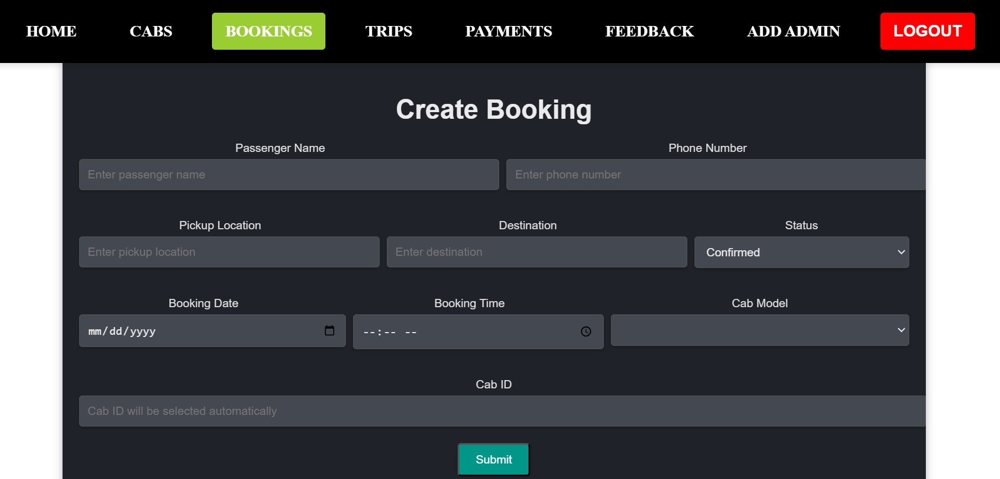 HOME CABS BOOKINGS TRIPS PAYMENTS FEEDBACK ADD ADMIN LOGOUT
Create Booking
Passenger Name Phone Number
Enter passenger name Enter phone number
Pickup Location Destination Status
Enter pickup location Enter destination Confirmed
Booking Date Booking Time Cab Model
mm/dd/yyyy --:-- --
Cab ID
Cab ID will be selected automatically
Submit